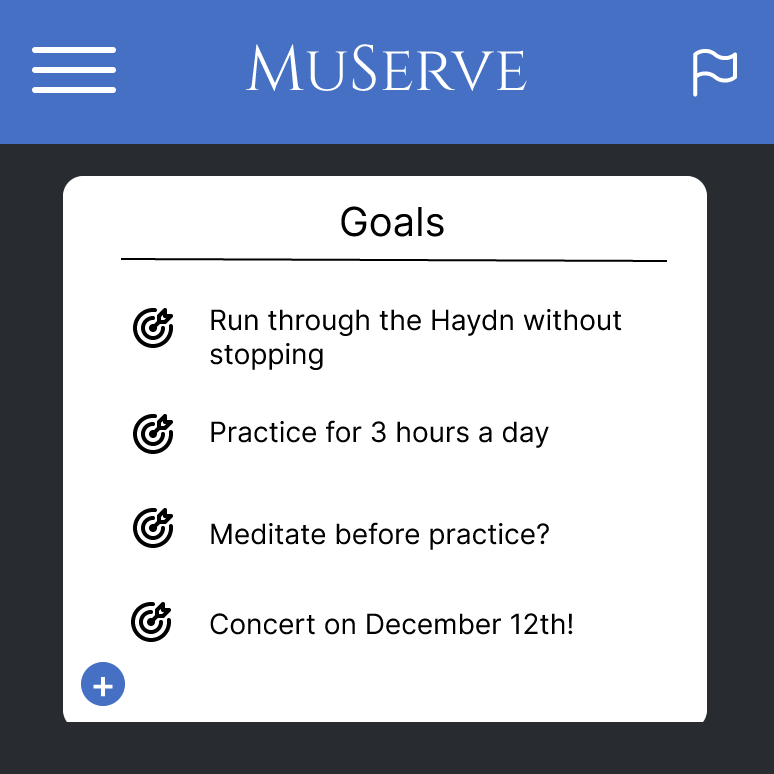 MuServe
Goals
Run through the Haydn without
stopping
Practice for 3 hours a day
Meditate before practice?
Concert on December 12th!
+